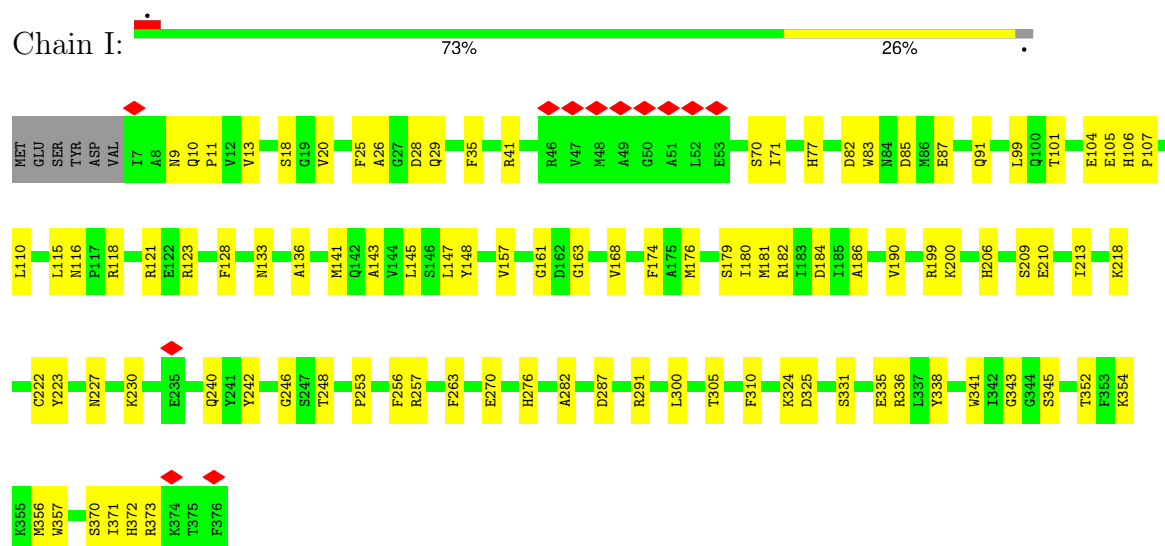 Chain I:
73% 26%
MET GLU SER TYR ASP VAL I7 A8 N9 Q10 P11 V12 V13 S18 G19 V20 F25 A26 G27 D28 Q29 F35 R41 R46 V47 M48 A49 G50 A51 L52 E53 S70 I71 H77 D82 W83 N84 D85 M86 E87 Q91 L99 Q100 T101 E104 E105 H106 P107
L110 L115 N116 P117 R118 R121 E122 R123 F128 N133 A136 M141 Q142 A143 V144 L145 S146 L147 Y148 V157 G161 D162 G163 V168 F174 A175 M176 S179 I180 M181 R182 I183 D184 I185 A186 V190 R199 K200 H206 S209 E210 I213 K218
C222 Y223 N227 K230 E235 Q240 Y241 Y242 G246 S247 T248 P253 F256 R257 F263 E270 H276 A282 D287 R291 L300 T305 F310 K324 D325 S331 E335 R336 L337 Y338 W341 I342 G343 G344 S345 T352 F353 K354
K355 M356 W357 S370 I371 H372 R373 K374 T375 F376